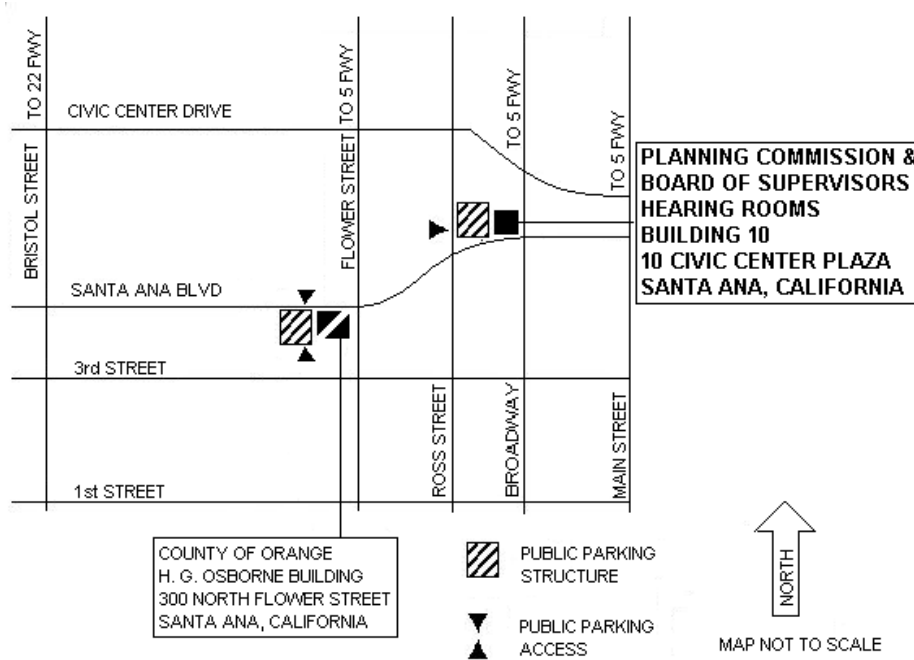 TO 22 FWY
TO 5 FWY
TO 5 FWY
TO 5 FWY
CIVIC CENTER DRIVE
BRISTOL STREET
FLOWER STREET
PLANNING COMMISSION &
BOARD OF SUPERVISORS
HEARING ROOMS
BUILDING 10
10 CIVIC CENTER PLAZA
SANTA ANA, CALIFORNIA
SANTA ANA BLVD
3rd STREET
ROSS STREET
BROADWAY
MAIN STREET
1st STREET
COUNTY OF ORANGE
H. G. OSBORNE BUILDING
300 NORTH FLOWER STREET
SANTA ANA, CALIFORNIA
PUBLIC PARKING
STRUCTURE
PUBLIC PARKING
ACCESS
NORTH
MAP NOT TO SCALE